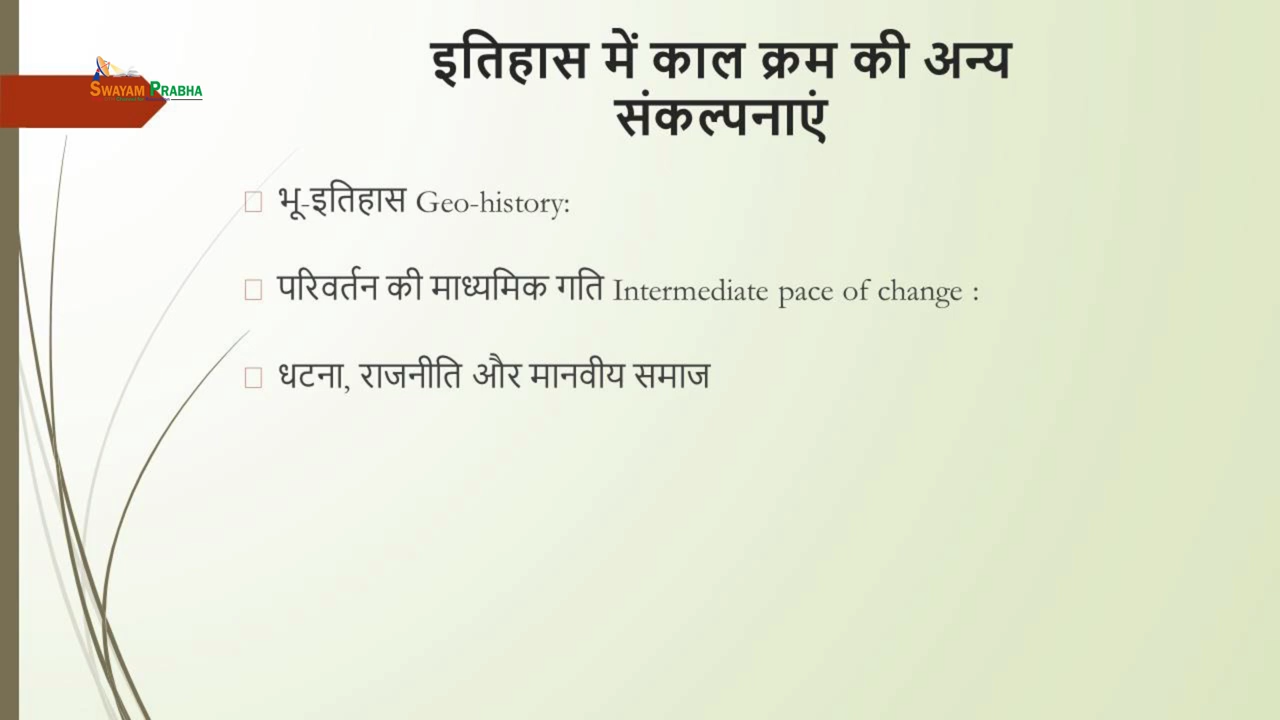 इतिहास में काल क्रम की अन्य
संकल्पनाएं
SWAYAM PRABHA
भू-इतिहास Geo-history:
परिवर्तन की माध्यमिक गति Intermediate pace of change :
धटना, राजनीति और मानवीय समाज